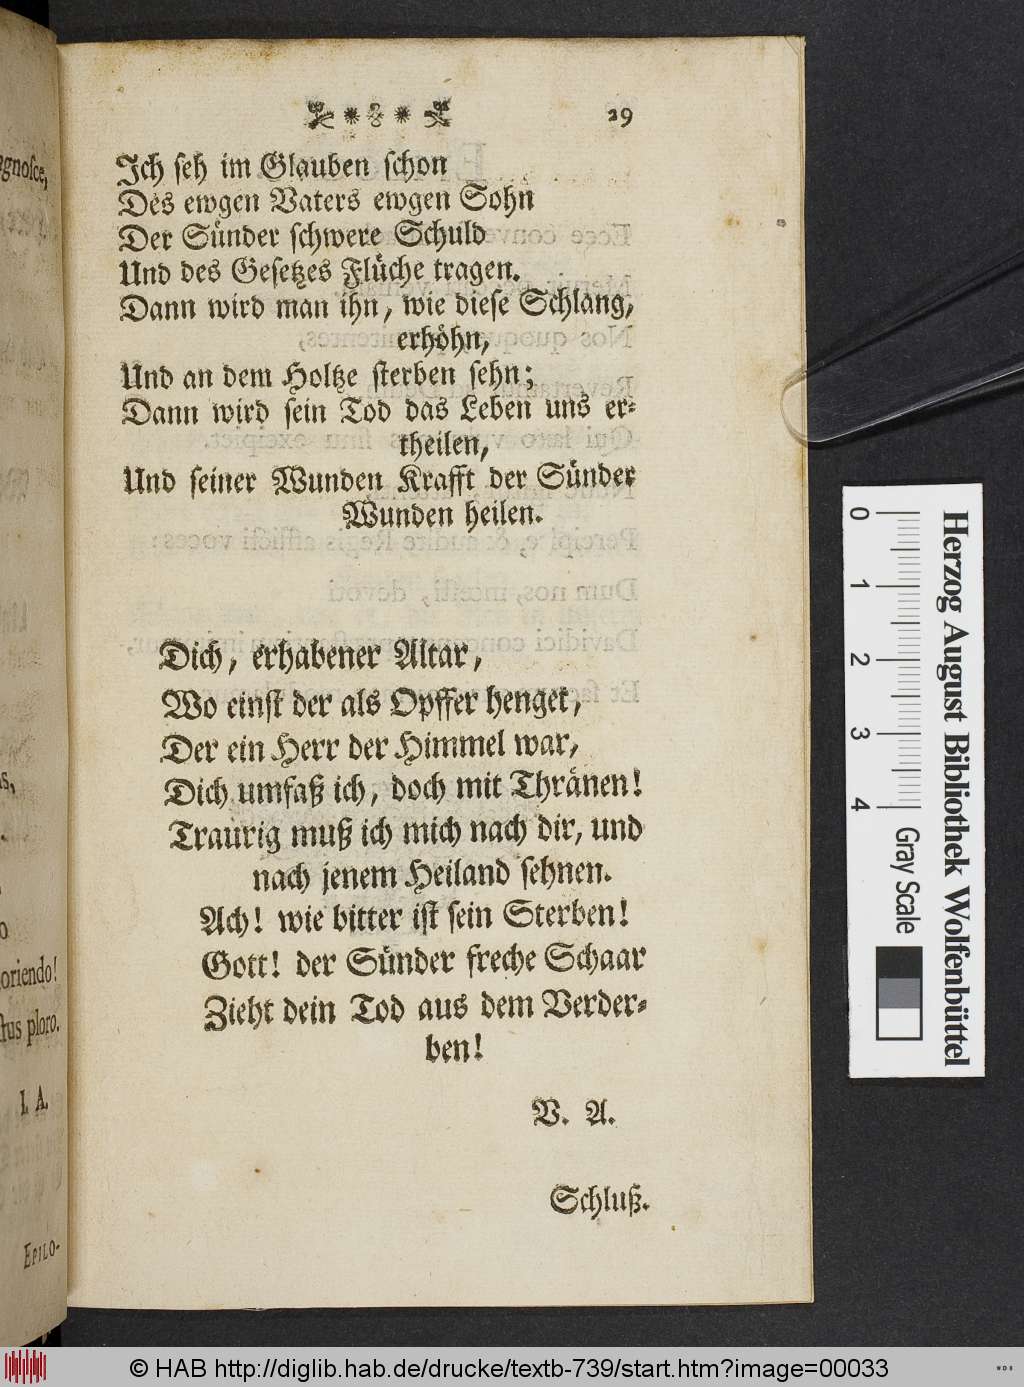 29
Ich seh im Glauben schon
Des ewgen Vaters ewgen Sohn
Der Sünder schwere Schuld
Und des Gesetzes Flüche tragen.
Dann wird man ihn, wie diese Schlang,
erhöhn,
Und an dem Holtze sterben sehn;
Dann wird sein Tod das Leben uns er-
theilen,
Und seiner Wunden Krafft der Sünder
Wunden heilen.
Dich, erhabener Altar,
Wo einst der als Opffer henget,
Der ein Herr der Himmel war,
Dich umfaß ich, doch mit Thränen!
Traurig muß ich mich nach dir, und
nach jenem Heiland sehnen.
Ach! wie bitter ist sein Sterben!
Gott! der Sünder freche Schaar
Zieht dein Tod aus dem Verder-
ben!
V. A.
Schluß.
oriendo!
ploro.
I. A.
EPILO-
0
1
2
3
4
Gray Scale
Herzog August Bibliothek Wolfenbüttel
© HAB http://diglib.hab.de/drucke/textb-739/start.htm?image=00033